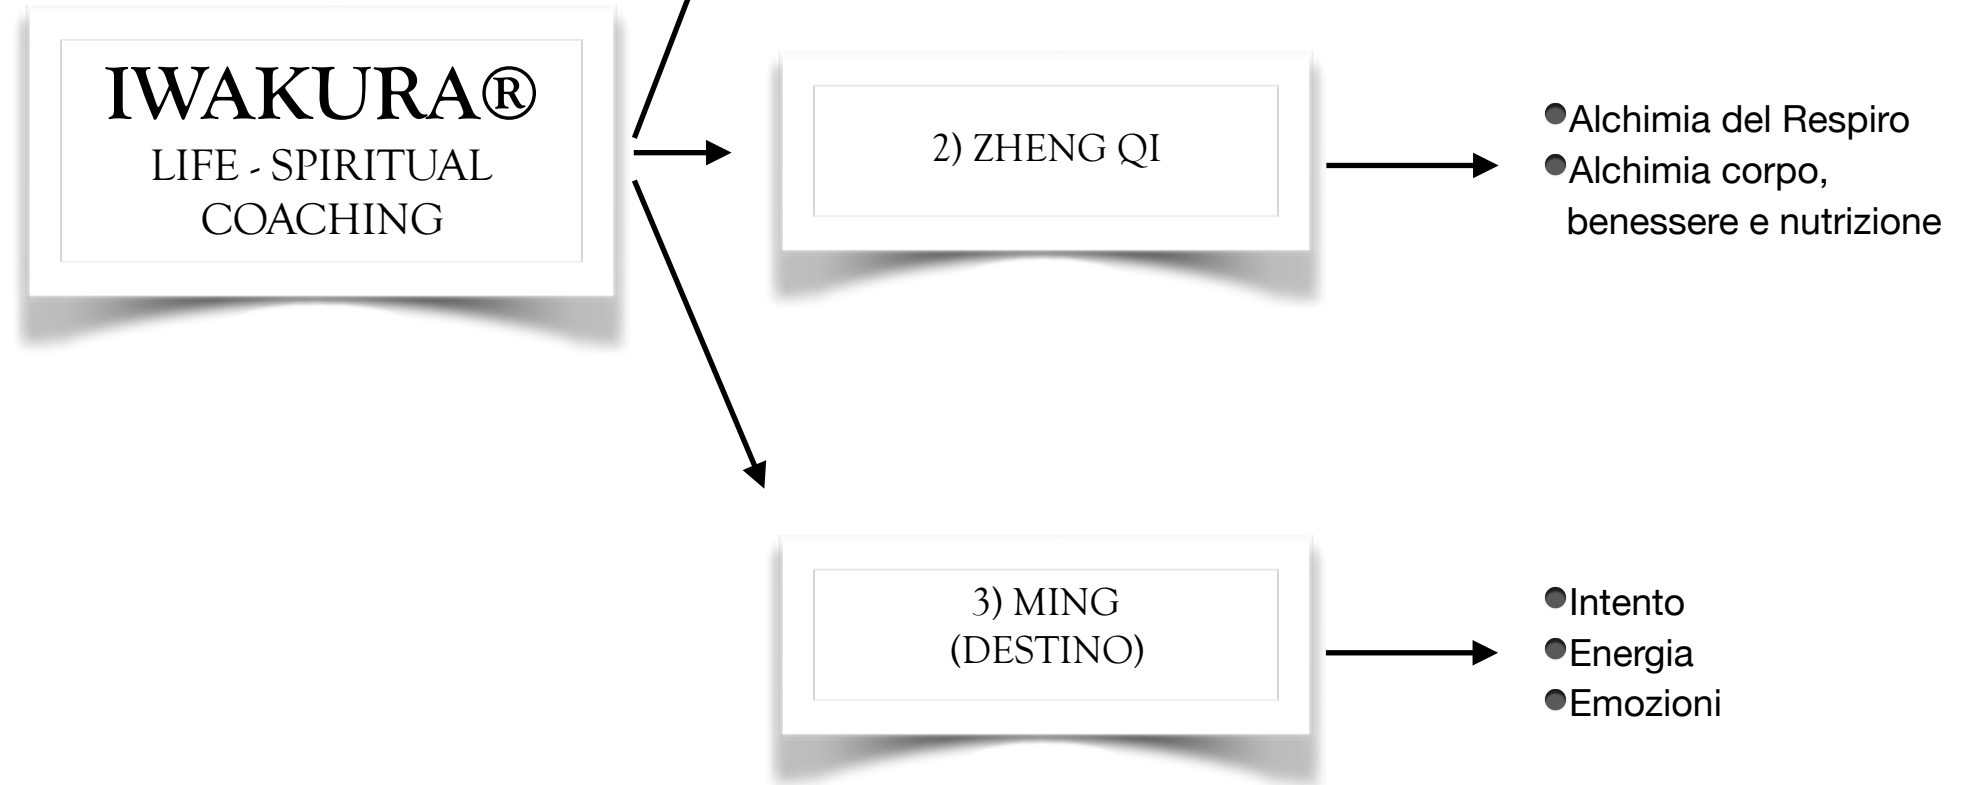 IWAKURA®
LIFE - SPIRITUAL
COACHING
2) ZHENG QI
●Alchimia del Respiro
●Alchimia corpo,
benessere e nutrizione
3) MING
(DESTINO)
●Intento
●Energia
●Emozioni